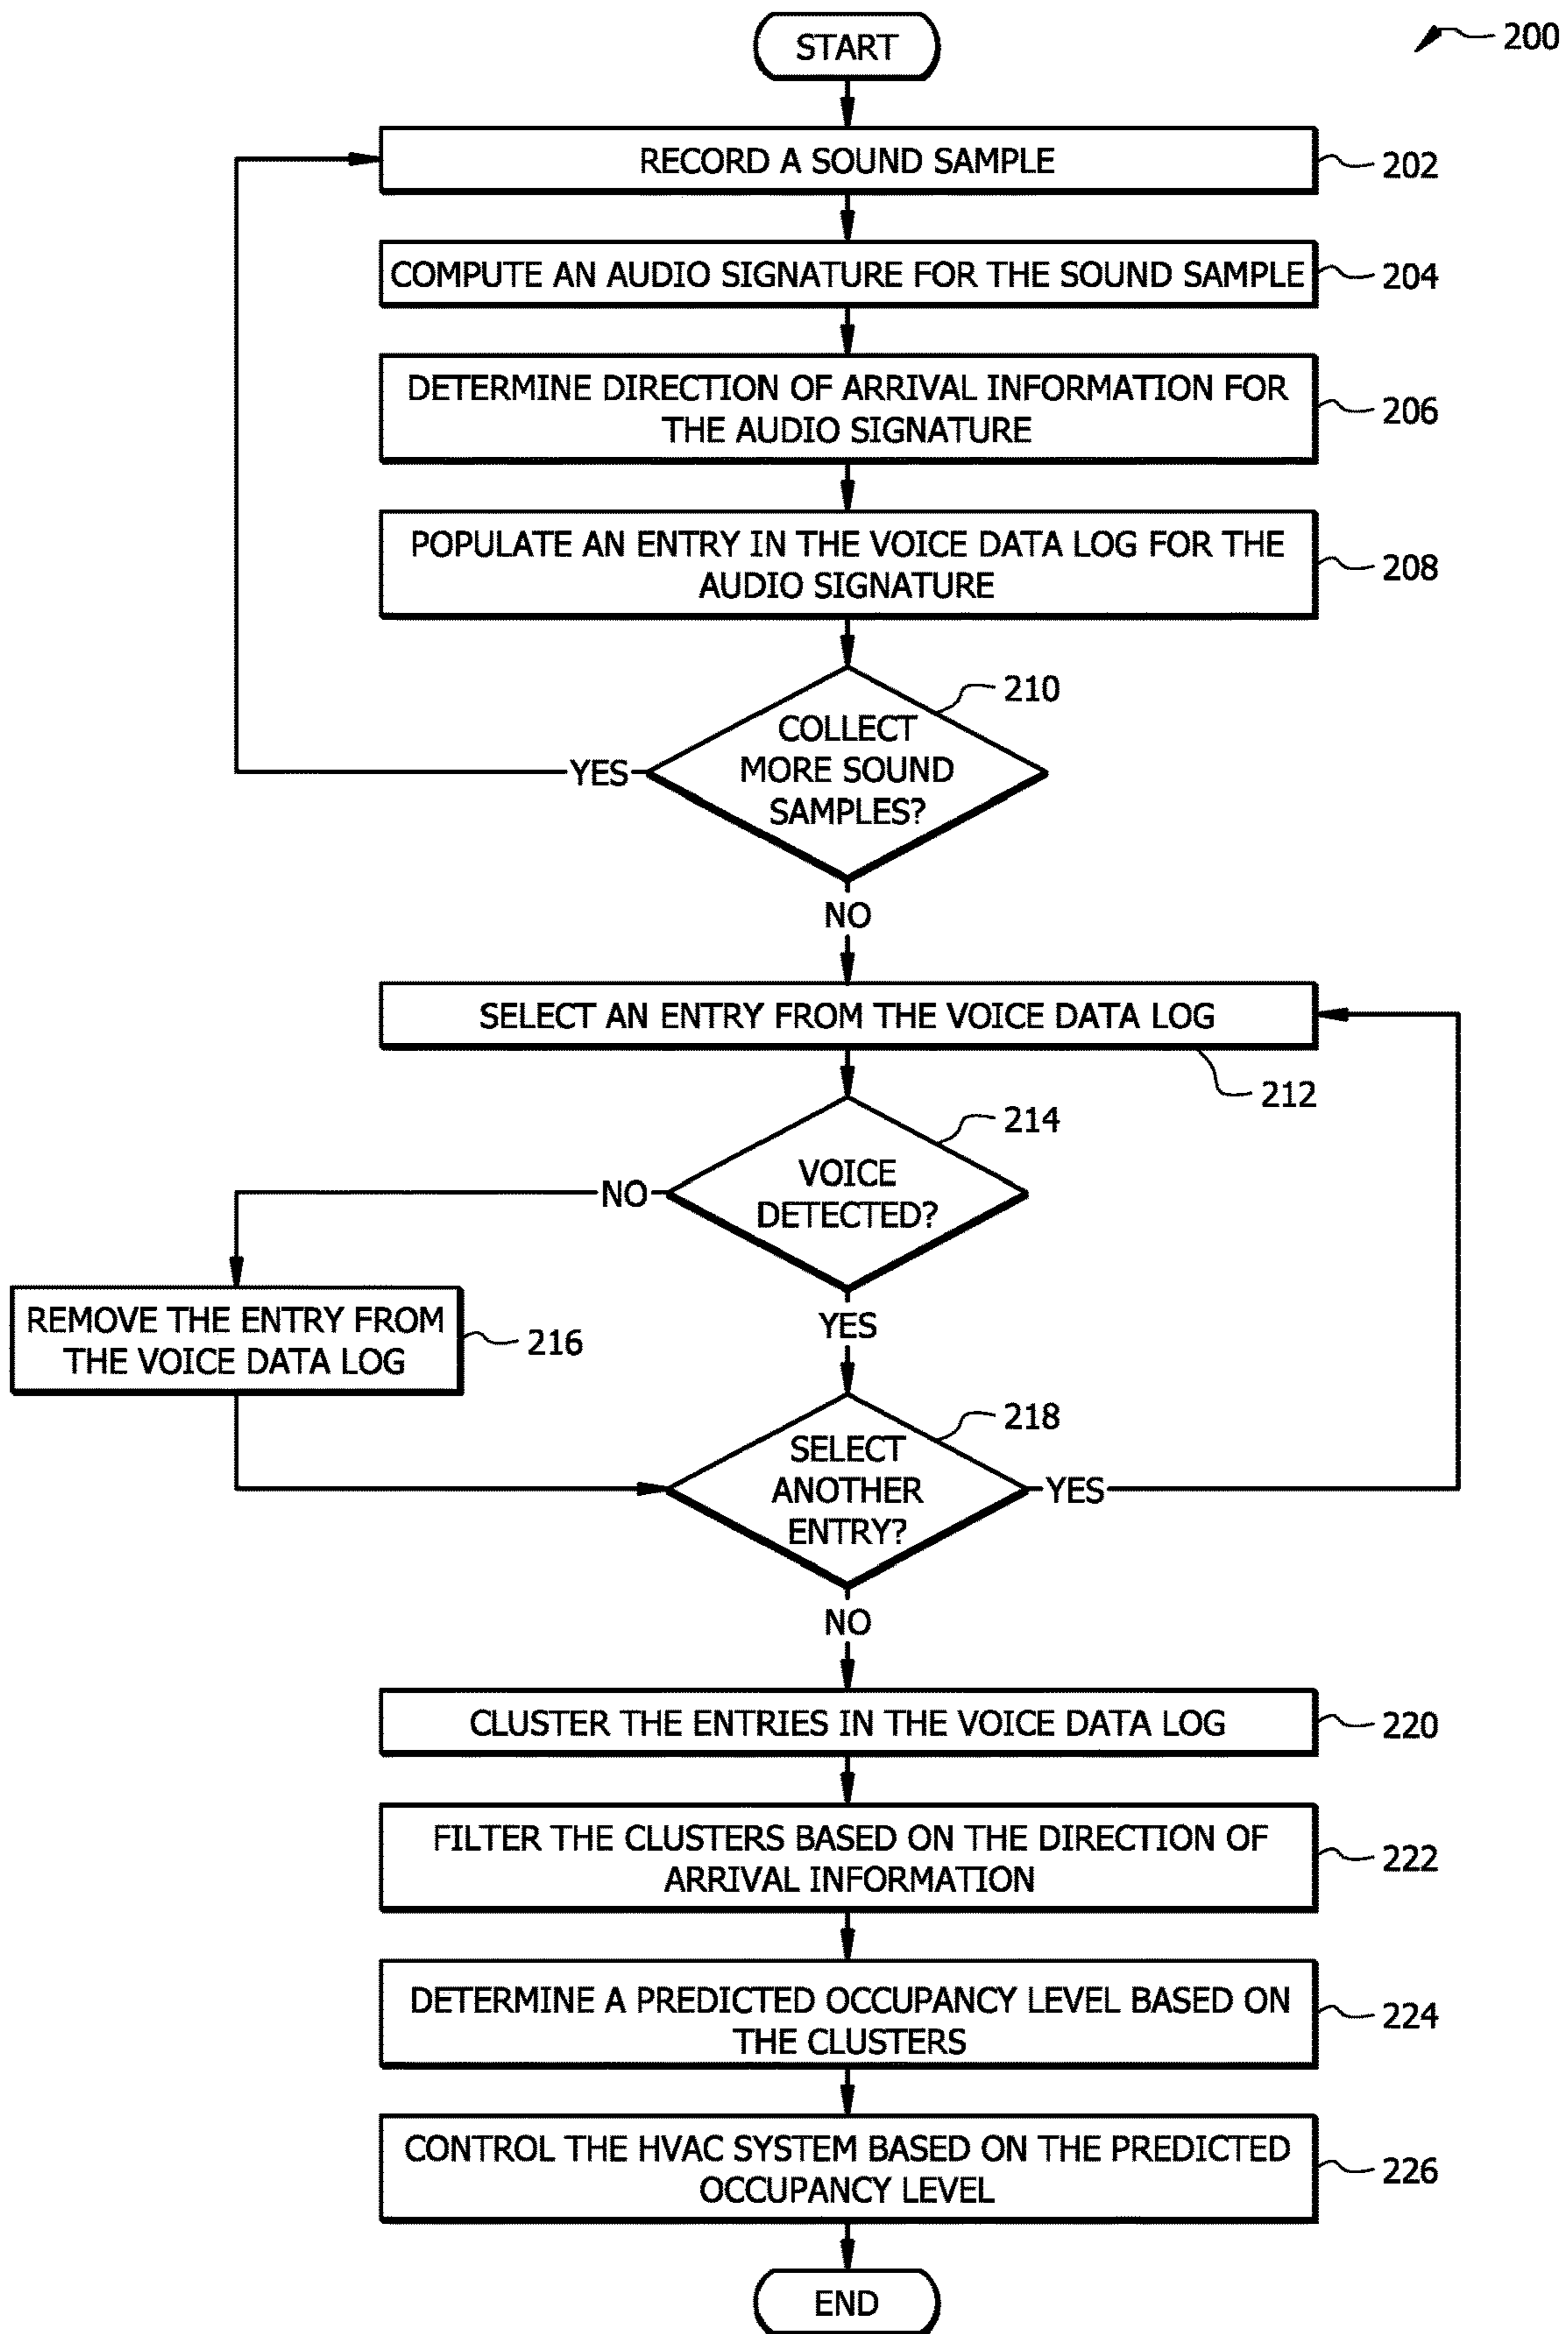 START
200
RECORD A SOUND SAMPLE
202
COMPUTE AN AUDIO SIGNATURE FOR THE SOUND SAMPLE
204
DETERMINE DIRECTION OF ARRIVAL INFORMATION FOR
THE AUDIO SIGNATURE
206
POPULATE AN ENTRY IN THE VOICE DATA LOG FOR THE
AUDIO SIGNATURE
208
210
COLLECT
MORE SOUND
SAMPLES?
YES
NO
SELECT AN ENTRY FROM THE VOICE DATA LOG
212
214
VOICE
DETECTED?
NO
YES
REMOVE THE ENTRY FROM
THE VOICE DATA LOG
216
218
SELECT
ANOTHER
ENTRY?
YES
NO
CLUSTER THE ENTRIES IN THE VOICE DATA LOG
220
FILTER THE CLUSTERS BASED ON THE DIRECTION OF
ARRIVAL INFORMATION
222
DETERMINE A PREDICTED OCCUPANCY LEVEL BASED ON
THE CLUSTERS
224
CONTROL THE HVAC SYSTEM BASED ON THE PREDICTED
OCCUPANCY LEVEL
226
END